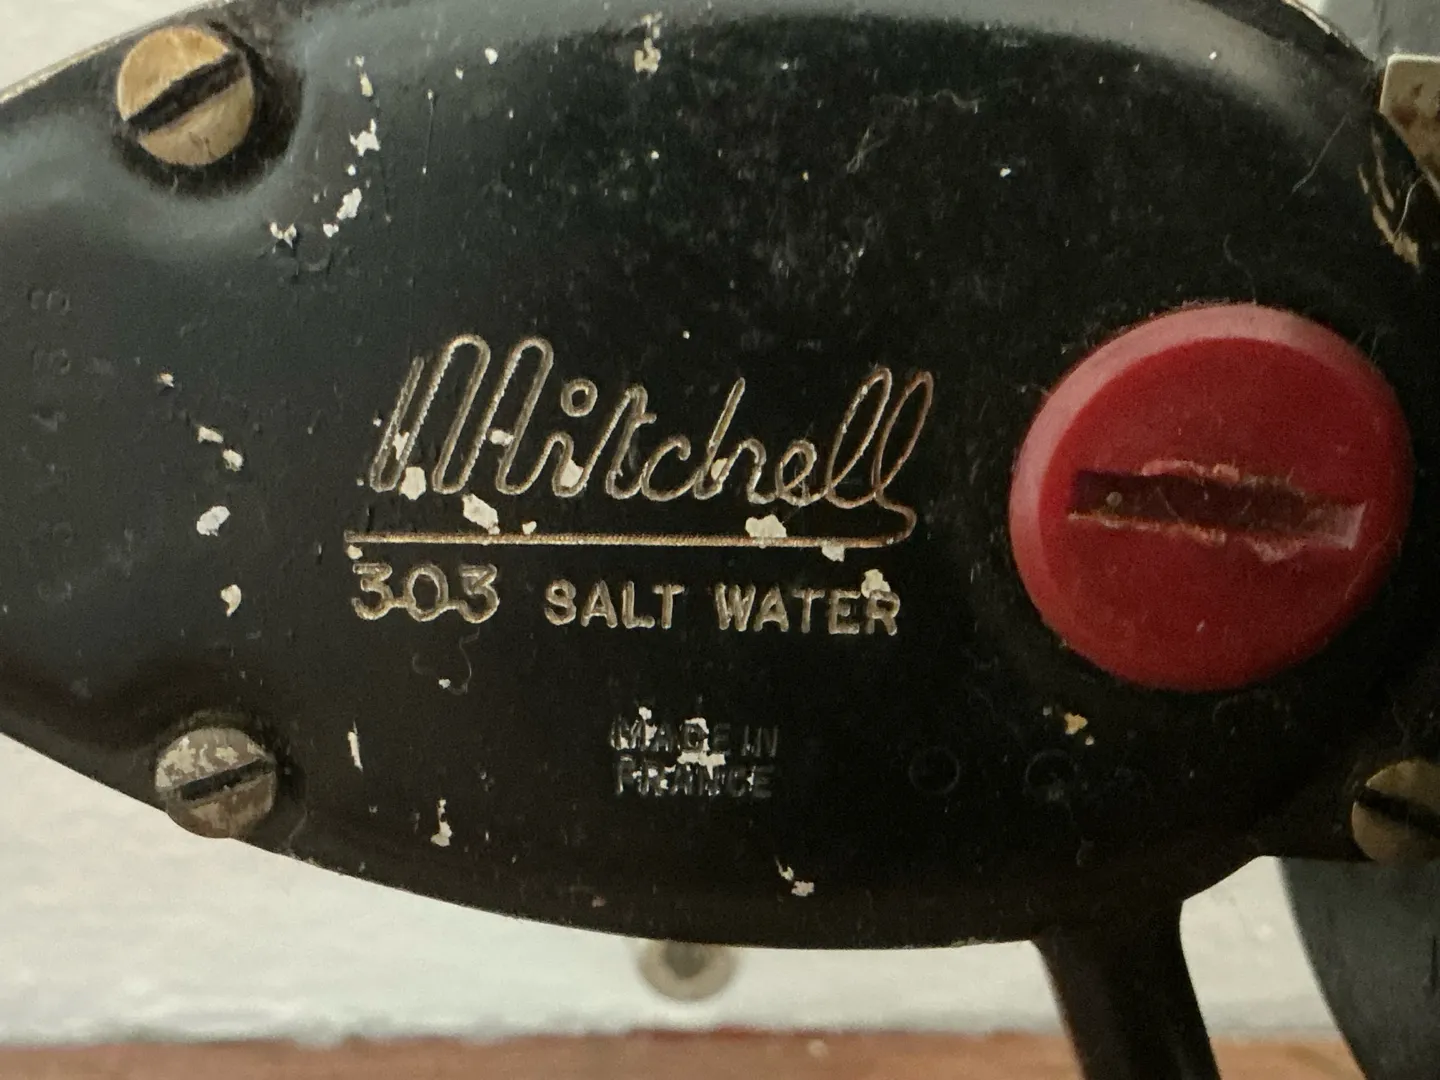 Mitchell
303 SALT WATER
MADE IN
FRANCE